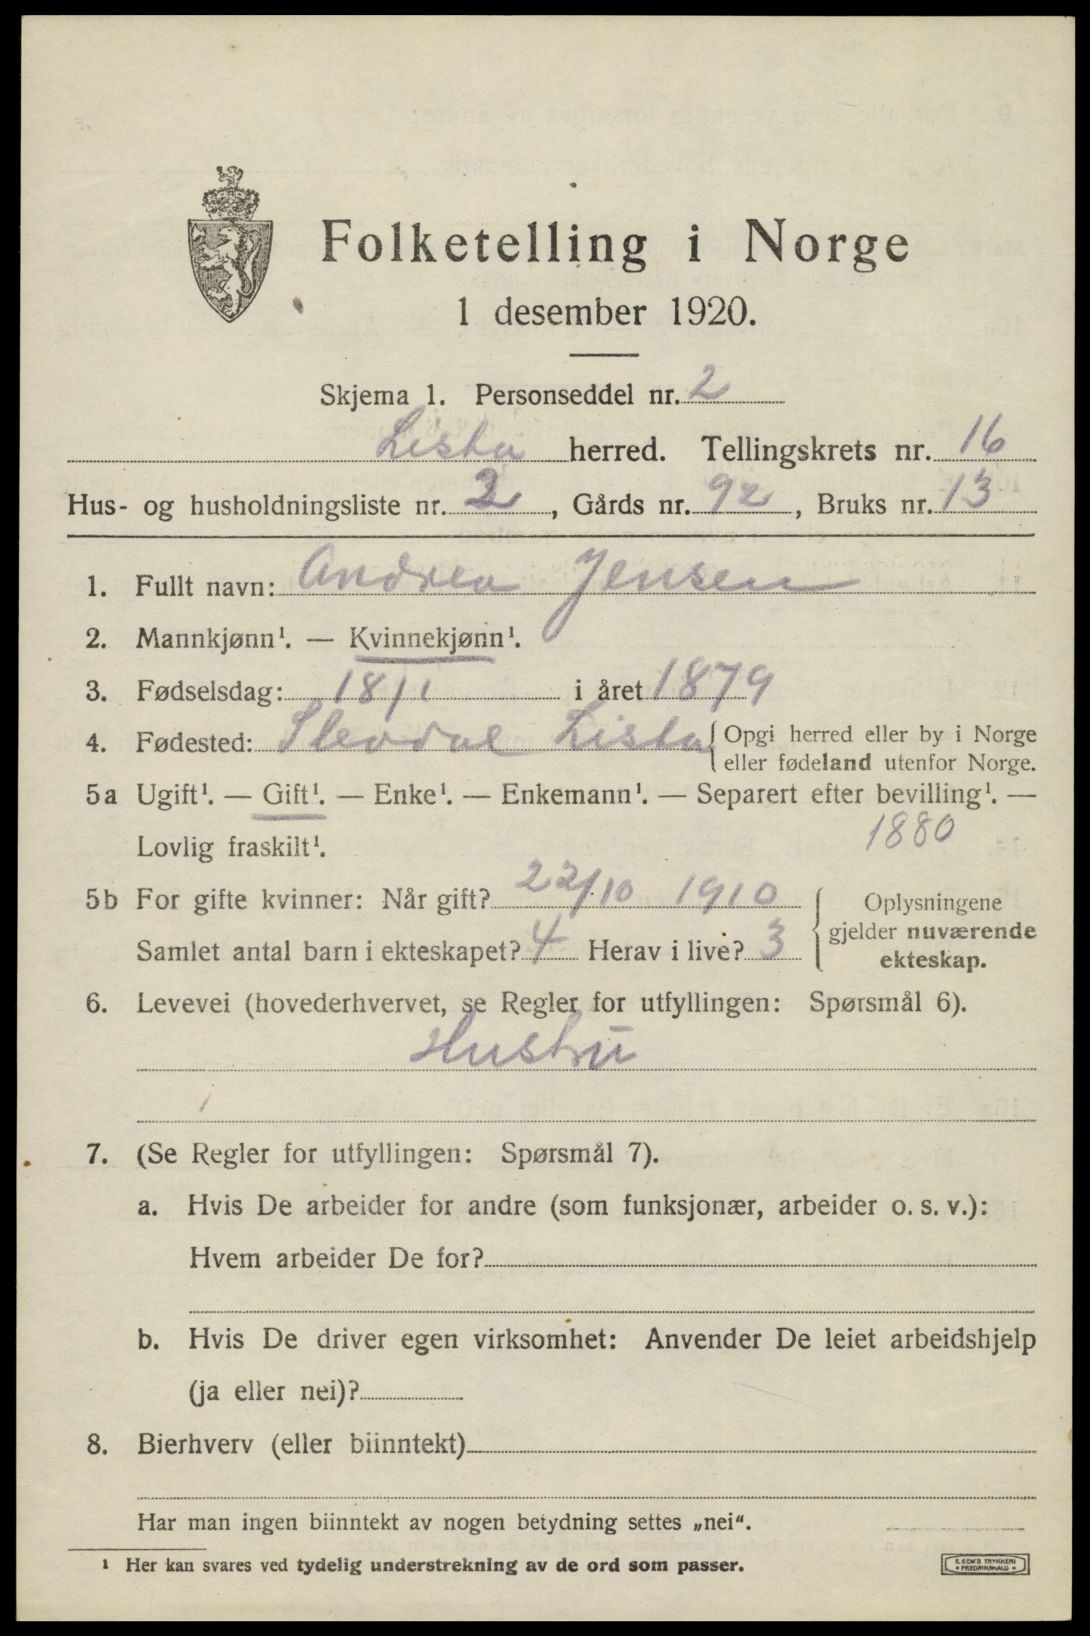 Folketelling i Norge
1 desember 1920.
Skjema 1. Personseddel nr. 2
Lista herred. Tellingskrets nr. 16
Hus- og husholdningsliste nr. 2, Gårds nr. 92, Bruks nr. 13
1. Fullt navn: Andrea Jensen
2. Mannkjønn¹. — Kvinnekjønn¹.
3. Fødselsdag: 18/1 i året 1879
4. Fødested: Slevdal Lista { Opgi herred eller by i Norge
eller fødeland utenfor Norge.
5a Ugift¹. — Gift¹. — Enke¹. — Enkemann¹. — Separert efter bevilling¹. —
Lovlig fraskilt¹. 1880
5b For gifte kvinner: Når gift? 22/10 1910 { Oplysningene
gjelder nuværende
Samlet antal barn i ekteskapet? 4 Herav i live? 3
ekteskap.
6. Levevei (hovederhvervet, se Regler for utfyllingen: Spørsmål 6).
Hustru
7. (Se Regler for utfyllingen: Spørsmål 7).
a. Hvis De arbeider for andre (som funksjonær, arbeider o. s. v.):
Hvem arbeider De for?
b. Hvis De driver egen virksomhet: Anvender De leiet arbeidshjelp
(ja eller nei)?
8. Bierhverv (eller biinntekt)
Har man ingen biinntekt av nogen betydning settes „nei“.
¹ Her kan svares ved tydelig understrekning av de ord som passer.
E. SEM'S TRYKKERI
• FREDRIKSHALD •